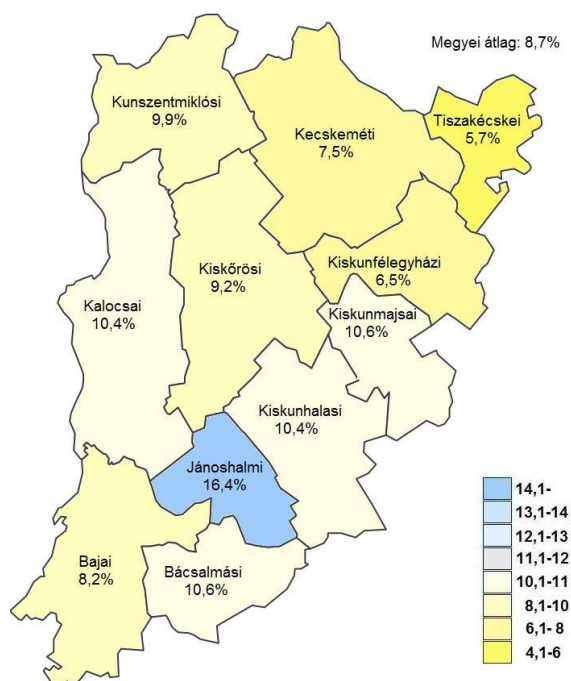 Megyei átlag: 8,7%
Kunszentmiklósi
9,9%
Kecskeméti
7,5%
Tiszakécskei
5,7%
Kiskőrösi
9,2%
Kiskunfélegyházi
6,5%
Kalocsai
10,4%
Kiskunmajsai
10,6%
Kiskunhalasi
10,4%
Jánoshalmi
16,4%
Bajai
8,2%
Bácsalmási
10,6%
14,1-
13,1-14
12,1-13
11,1-12
10,1-11
8,1-10
6,1- 8
4,1-6